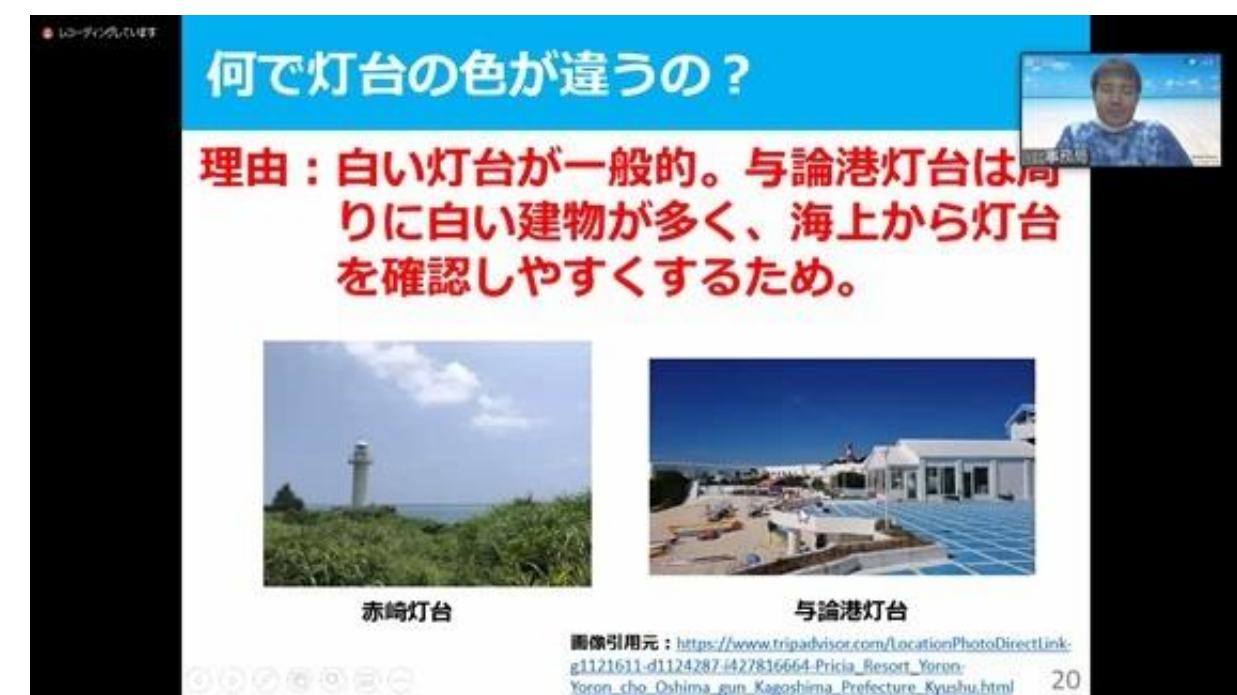 レコーディングしています
何で灯台の色が違うの？
理由：白い灯台が一般的。与論港灯台は周
りに白い建物が多く、海上から灯台
を確認しやすくするため。
事務局
赤崎灯台
与論港灯台
画像引用元：https://www.tripadvisor.com/LocationPhotoDirectLink-
g1121611-d1124287-i427816664-Pricia_Resort_Yoron-
Yoron_cho_Oshima_gun_Kagoshima_Prefecture_Kyushu.html
20